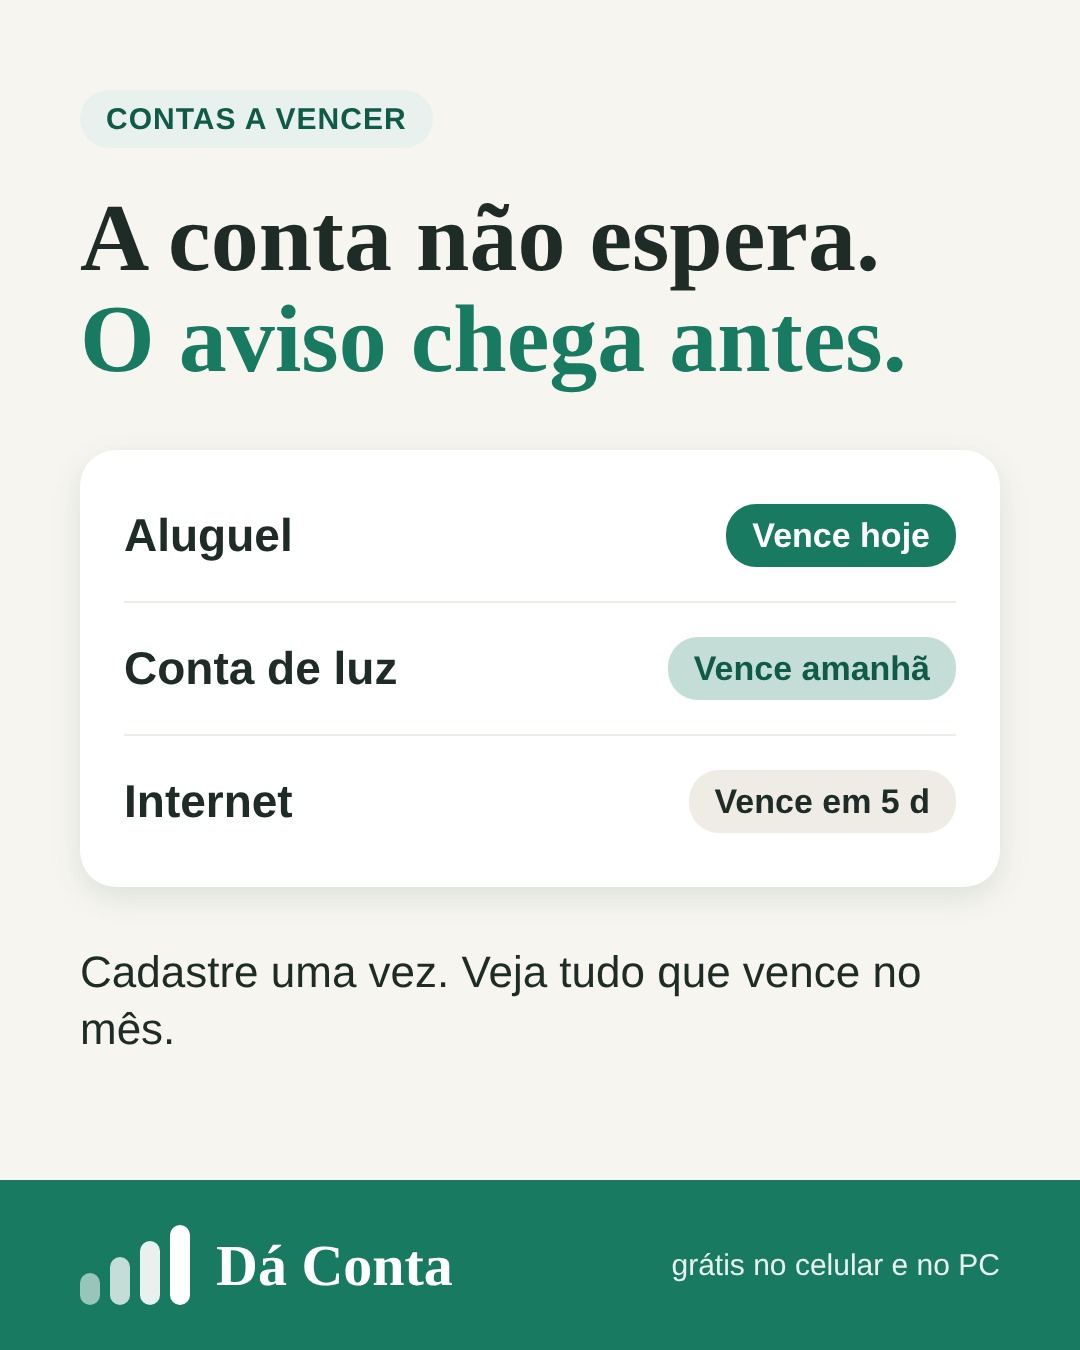 CONTAS A VENCER
A conta não espera.
O aviso chega antes.
Aluguel
Vence hoje
Conta de luz
Vence amanhã
Internet
Vence em 5 d
Cadastre uma vez. Veja tudo que vence no
mês.
Dá Conta
grátis no celular e no PC